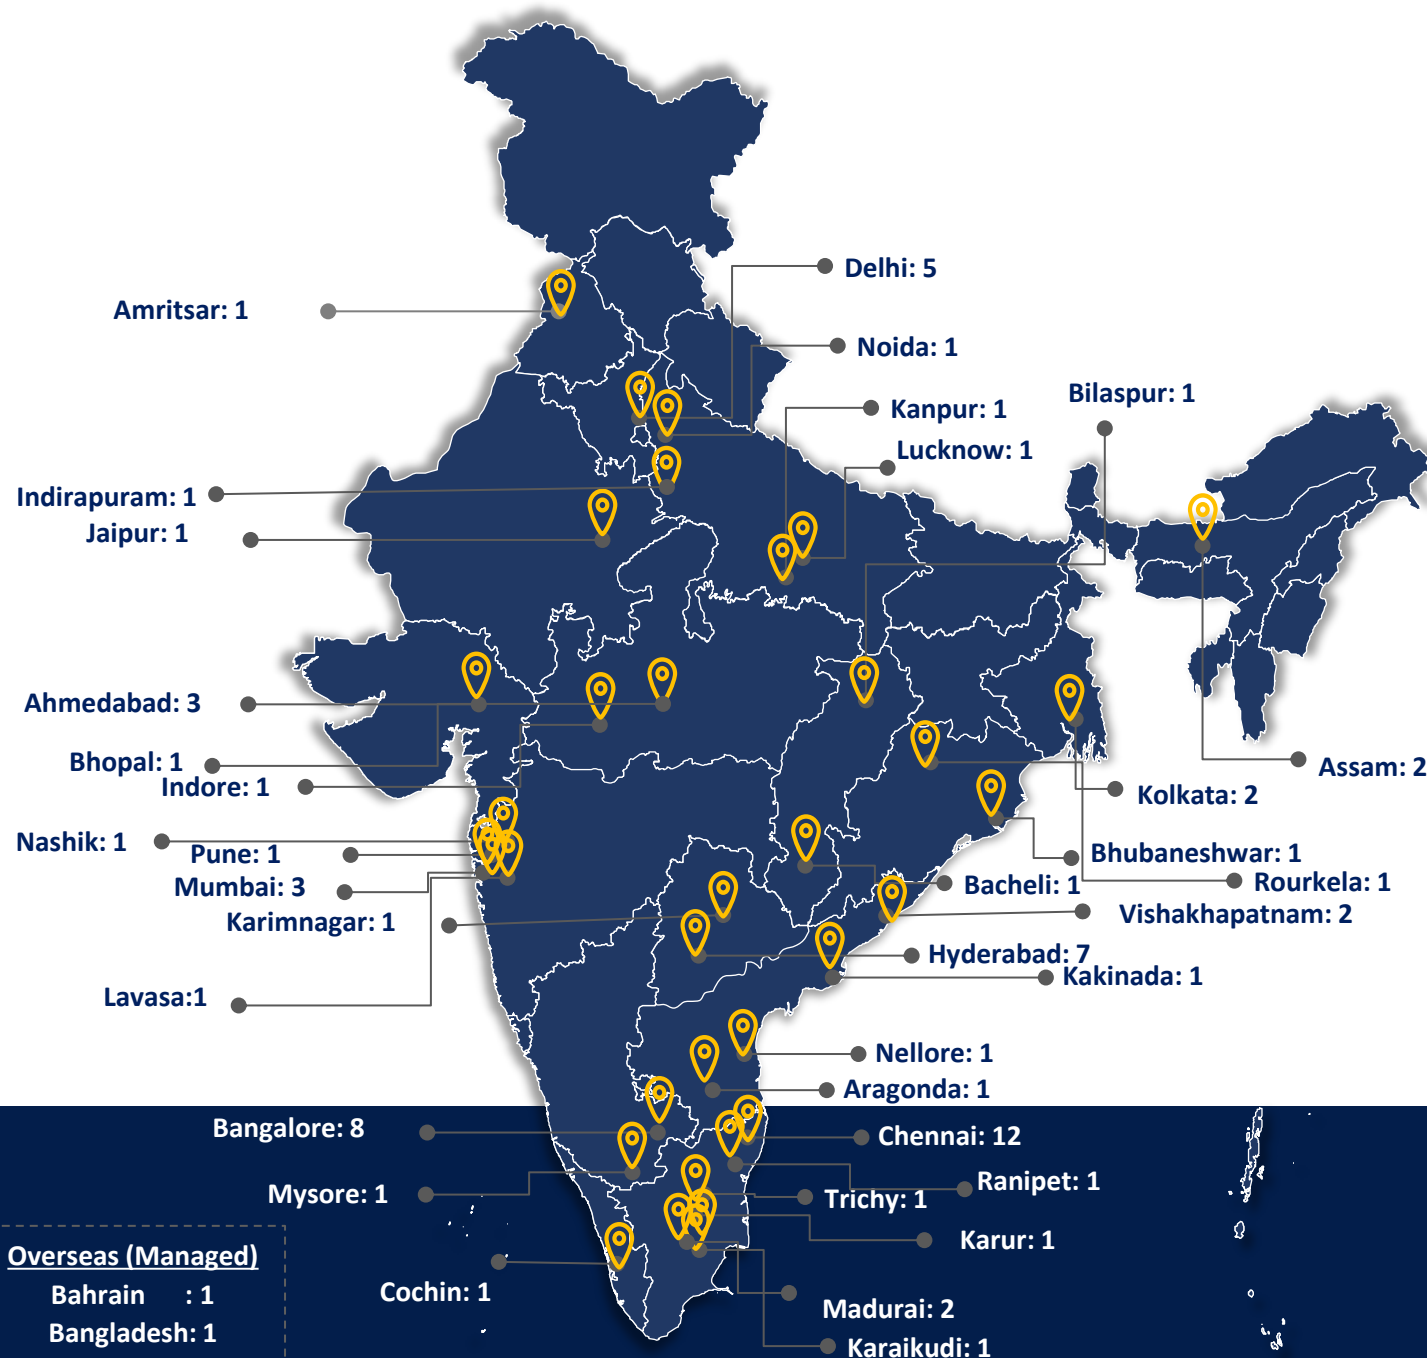 Delhi: 5
Amritsar: 1
Noida: 1
Bilaspur: 1
Kanpur: 1
Lucknow: 1
Indirapuram: 1
Jaipur: 1
Ahmedabad: 3
Bhopal: 1
Assam: 2
Indore: 1
Kolkata: 2
Nashik: 1
Pune: 1
Bhubaneshwar: 1
Mumbai: 3
Bacheli: 1
Rourkela: 1
Karimnagar: 1
Vishakhapatnam: 2
Hyderabad: 7
Kakinada: 1
Lavasa:1
Nellore: 1
Aragonda: 1
Bangalore: 8
Chennai: 12
Ranipet: 1
Mysore: 1
Trichy: 1
Karur: 1
Overseas (Managed)
Bahrain : 1
Cochin: 1
Madurai: 2
Bangladesh: 1
Karaikudi: 1